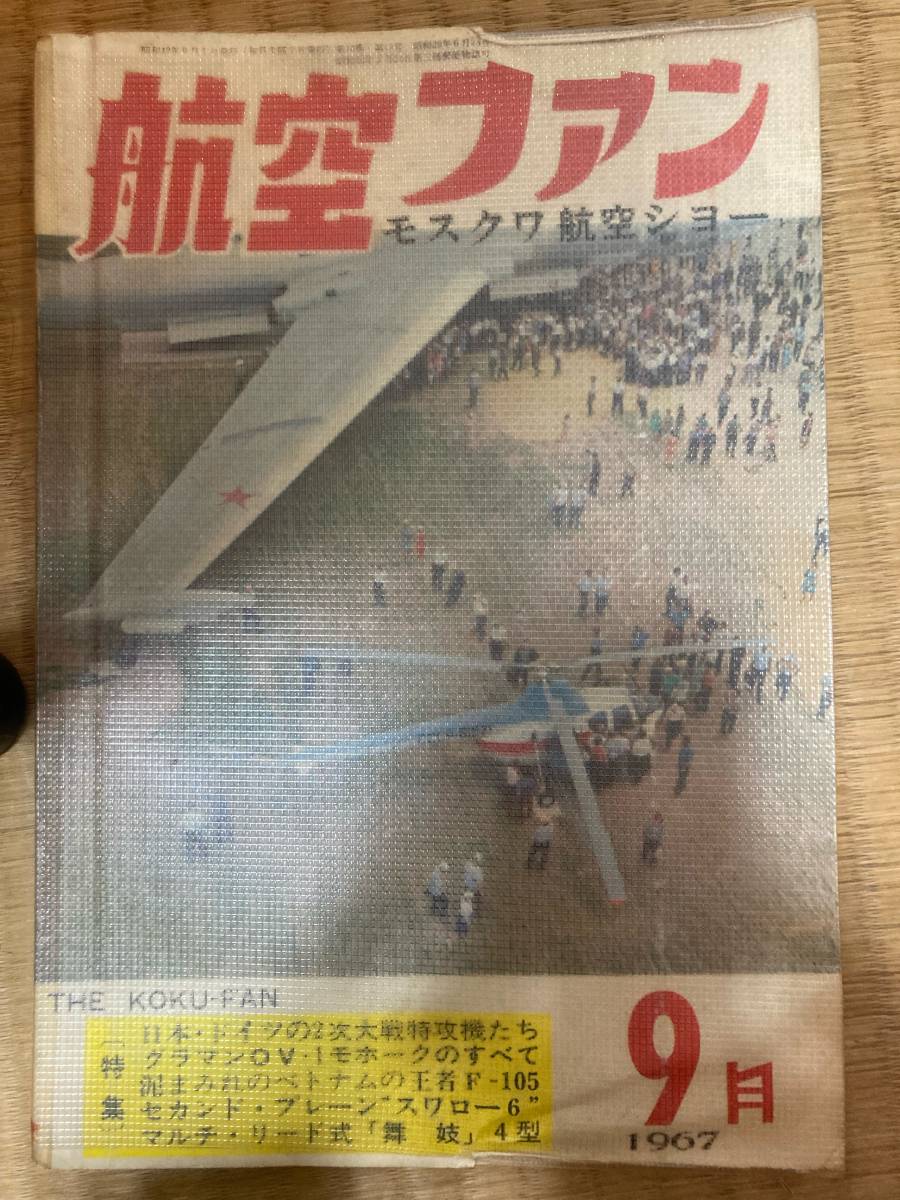 航空ファン
モスクワ航空ショー
THE KOKU-FAN
［特集］
日本・ドイツの2次大戦特攻機たち
グラマンOV-1モホークのすべて
泥まみれのベトナムの王者F-105
セカンド・プレーン“スワロー6”
マルチ・リード式「舞妓」4型
9月
1967